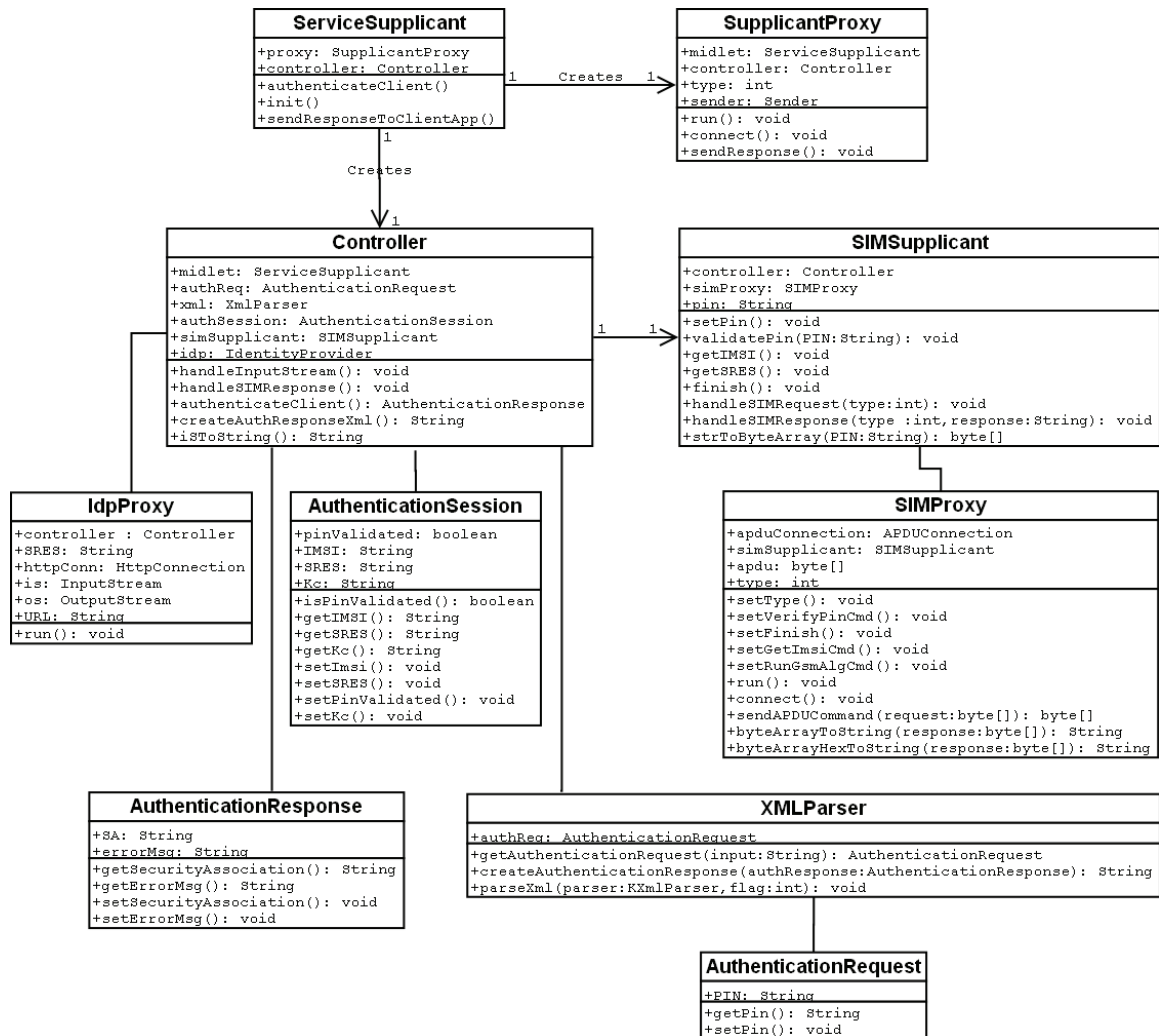 ServiceSupplicant
+proxy: SupplicantProxy
+controller: Controller
+authenticateClient()
+init()
+sendResponseToClientApp()
1
Creates
1
SupplicantProxy
+midlet: ServiceSupplicant
+controller: Controller
+type: int
+sender: Sender
+run(): void
+connect(): void
+sendResponse(): void
1
Creates
1
Controller
+midlet: ServiceSupplicant
+authReq: AuthenticationRequest
+xml: XmlParser
+authSession: AuthenticationSession
+simSupplicant: SIMSupplicant
+idp: IdentityProvider
+handleInputStream(): void
+handleSIMResponse(): void
+authenticateClient(): AuthenticationResponse
+createAuthResponseXml(): String
+iSToString(): String
1
1
SIMSupplicant
+controller: Controller
+simProxy: SIMProxy
+pin: String
+setPin(): void
+validatePin(PIN:String): void
+getIMSI(): void
+getSRES(): void
+finish(): void
+handleSIMRequest(type:int): void
+handleSIMResponse(type :int,response:String): void
+strToByteArray(PIN:String): byte[]
IdpProxy
+controller : Controller
+SRES: String
+httpConn: HttpConnection
+is: InputStream
+os: OutputStream
+URL: String
+run(): void
AuthenticationSession
+pinValidated: boolean
+IMSI: String
+SRES: String
+Kc: String
+isPinValidated(): boolean
+getIMSI(): String
+getSRES(): String
+getKc(): String
+setImsi(): void
+setSRES(): void
+setPinValidated(): void
+setKc(): void
SIMProxy
+apduConnection: APDUConnection
+simSupplicant: SIMSupplicant
+apdu: byte[]
+type: int
+setType(): void
+setVerifyPinCmd(): void
+setFinish(): void
+setGetImsiCmd(): void
+setRunGsmAlgCmd(): void
+run(): void
+connect(): void
+sendAPDUCommand(request:byte[]): byte[]
+byteArrayToString(response:byte[]): String
+byteArrayHexToString(response:byte[]): String
AuthenticationResponse
+SA: String
+errorMsg: String
+getSecurityAssociation(): String
+getErrorMsg(): String
+setSecurityAssociation(): void
+setErrorMsg(): void
XMLParser
+authReq: AuthenticationRequest
+getAuthenticationRequest(input:String): AuthenticationRequest
+createAuthenticationResponse(authResponse:AuthenticationResponse): String
+parseXml(parser:KXmlParser,flag:int): void
AuthenticationRequest
+PIN: String
+getPin(): String
+setPin(): void